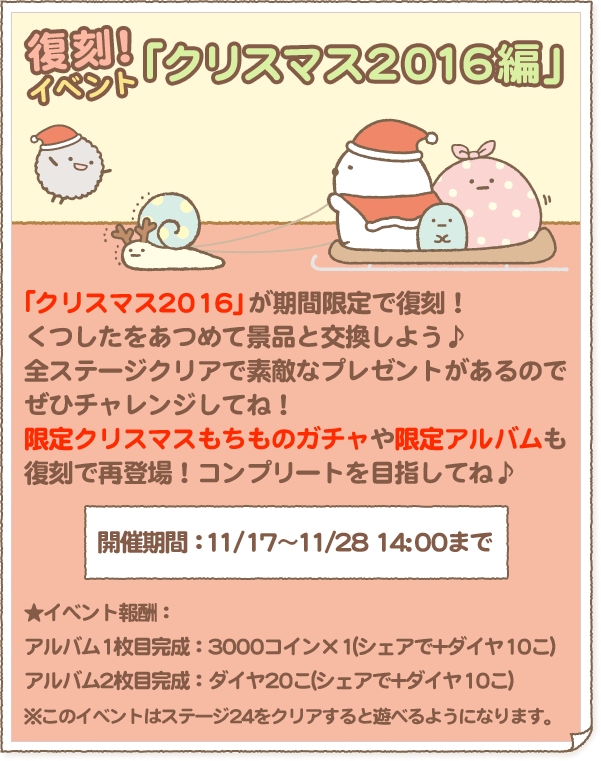 復刻!
イベント
「クリスマス2016編」
「クリスマス2016」が期間限定で復刻!
くつしたをあつめて景品と交換しよう♪
全ステージクリアで素敵なプレゼントがあるので
ぜひチャレンジしてね!
限定クリスマスもちものガチャや限定アルバムも
復刻で再登場!コンプリートを目指してね♪
開催期間:11/17〜11/28 14:00まで
★イベント報酬:
アルバム1枚目完成:3000コイン×1(シェアで+ダイヤ10こ)
アルバム2枚目完成:ダイヤ20こ(シェアで+ダイヤ10こ)
※このイベントはステージ24をクリアすると遊べるようになります。